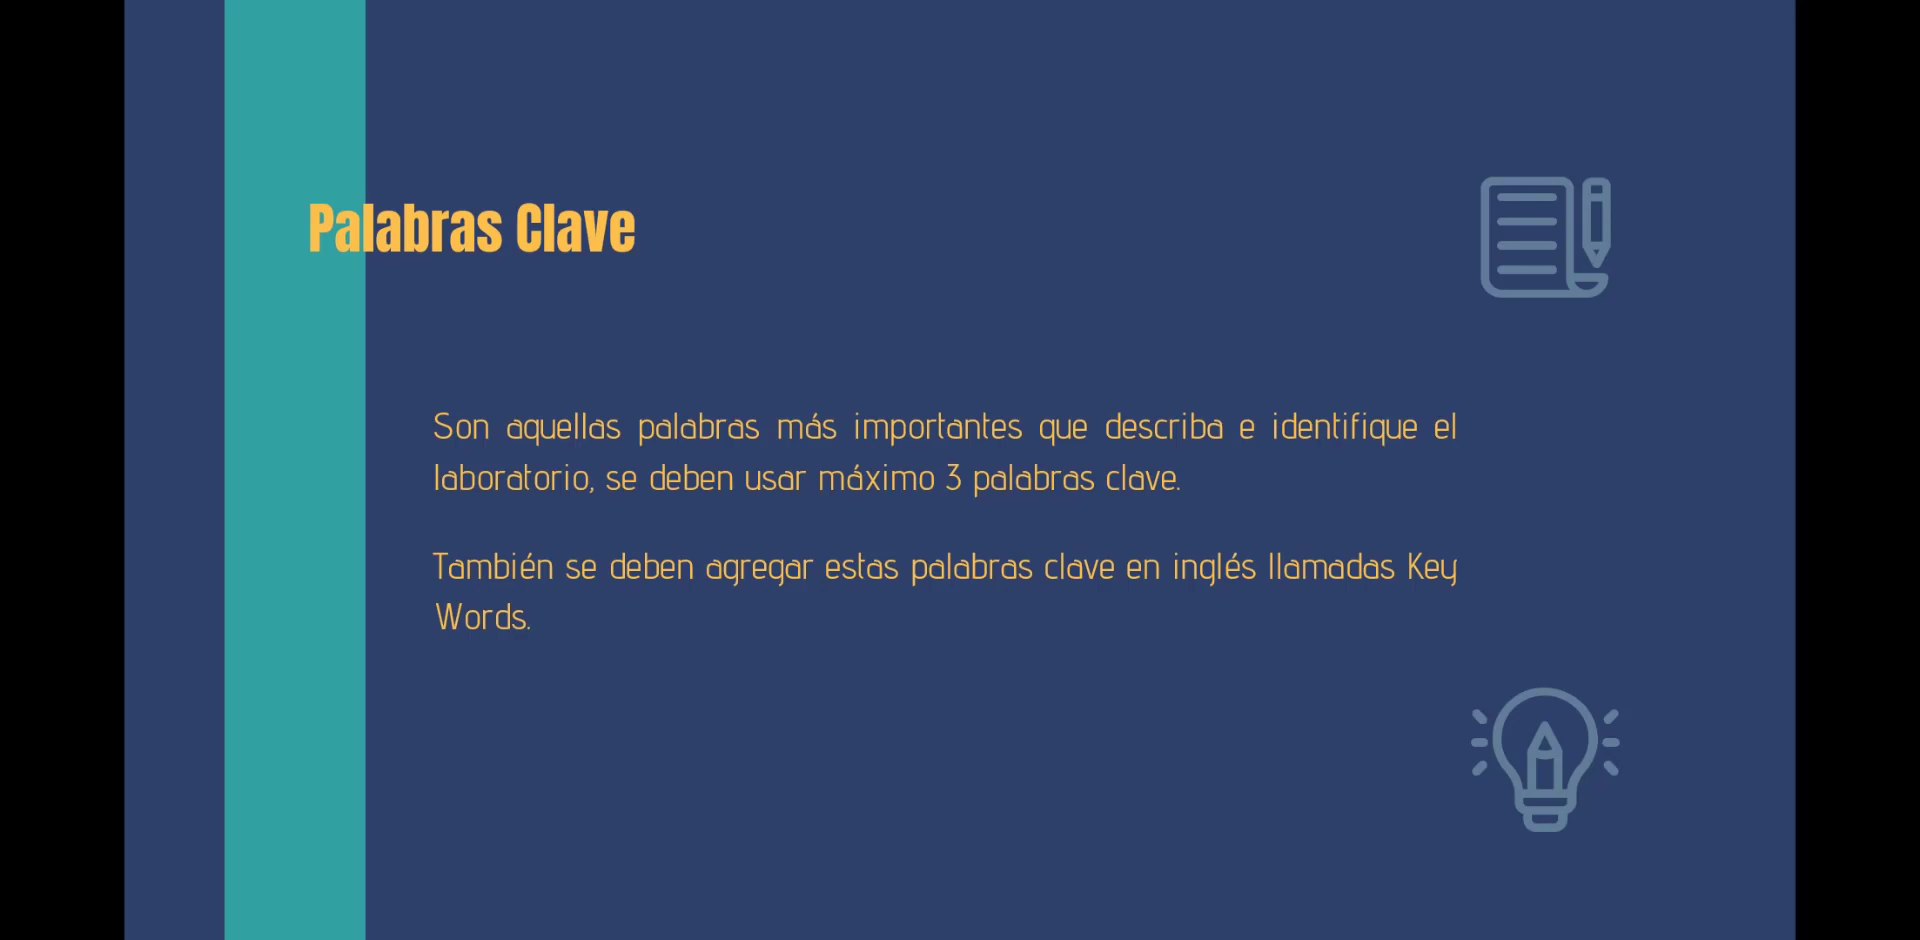 Palabras Clave
Son aquellas palabras más importantes que describa e identifique el
laboratorio, se deben usar máximo 3 palabras clave.
También se deben agregar estas palabras clave en inglés llamadas Key
Words.